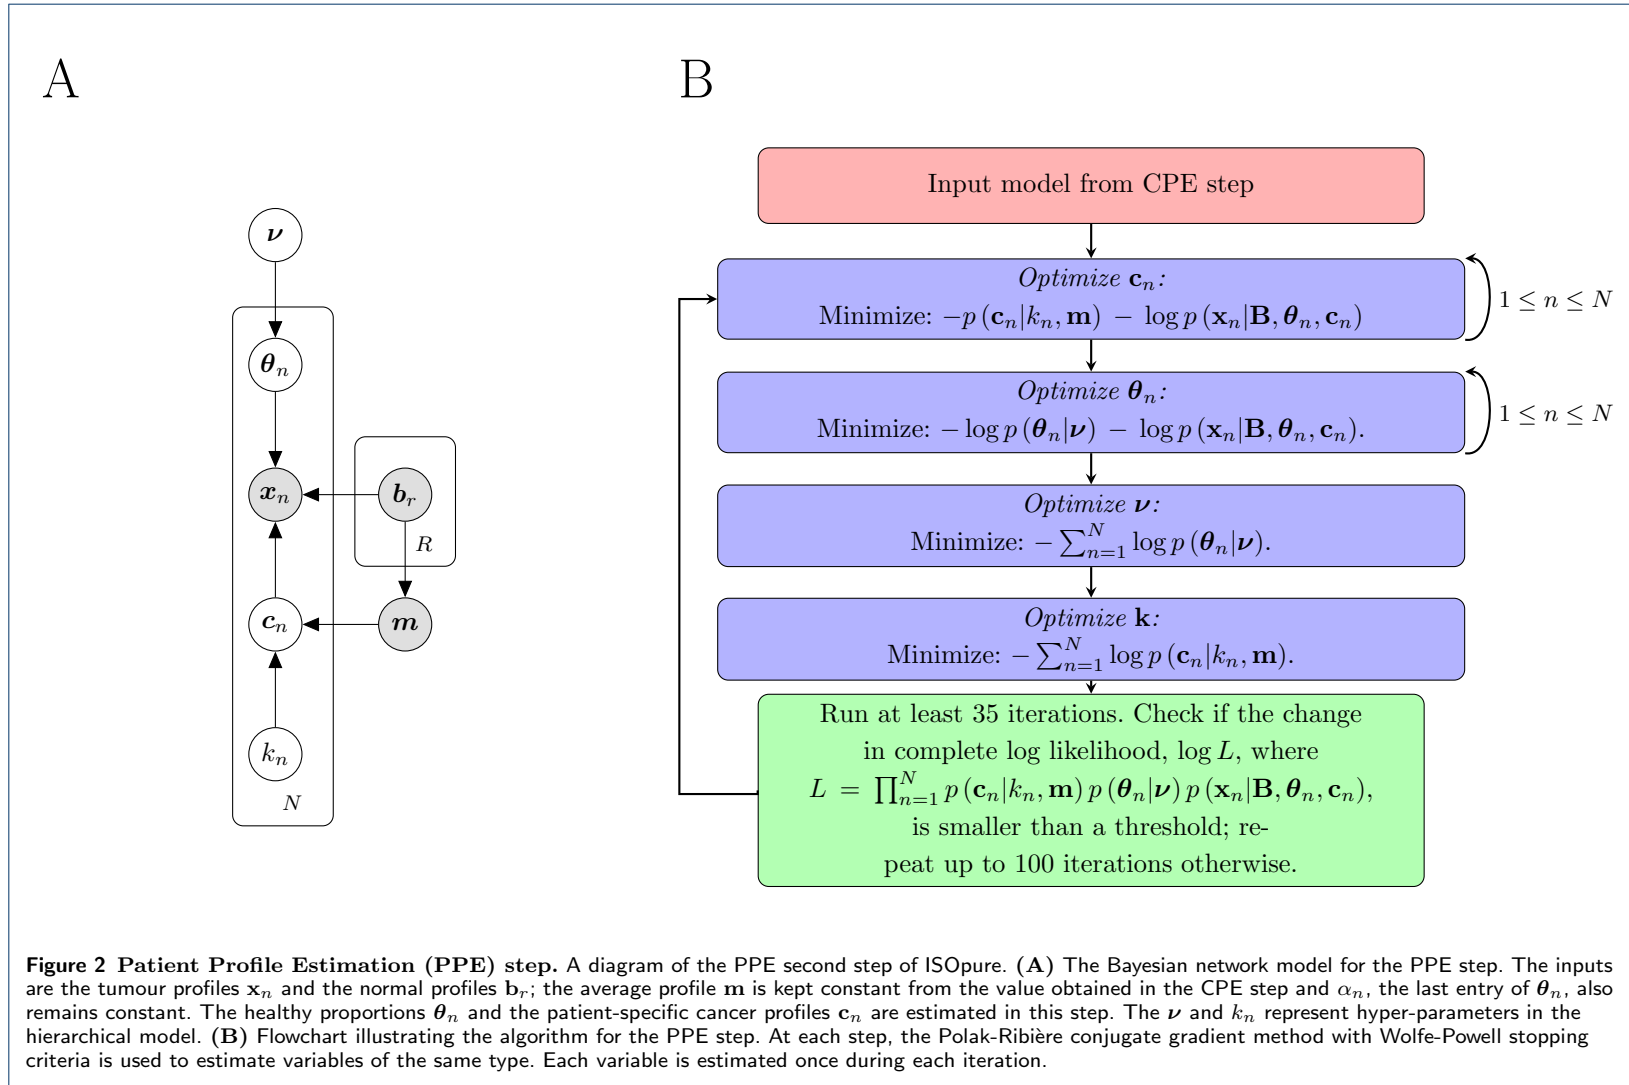 A
B
ν
θₙ
xₙ
bᵣ
R
cₙ
m
kₙ
N
Input model from CPE step
Optimize cₙ:
Minimize: −p (cₙ|kₙ, m) − log p (xₙ|B, θₙ, cₙ)
1 ≤ n ≤ N
Optimize θₙ:
Minimize: − log p (θₙ|ν) − log p (xₙ|B, θₙ, cₙ).
1 ≤ n ≤ N
Optimize ν:
Minimize: − ∑ₙ₌₁ᴺ log p (θₙ|ν).
Optimize k:
Minimize: − ∑ₙ₌₁ᴺ log p (cₙ|kₙ, m).
Run at least 35 iterations. Check if the change
in complete log likelihood, log L, where
L = ∏ₙ₌₁ᴺ p (cₙ|kₙ, m) p (θₙ|ν) p (xₙ|B, θₙ, cₙ),
is smaller than a threshold; re-
peat up to 100 iterations otherwise.
Figure 2 Patient Profile Estimation (PPE) step. A diagram of the PPE second step of ISOpure. (A) The Bayesian network model for the PPE step. The inputs
are the tumour profiles xₙ and the normal profiles bᵣ; the average profile m is kept constant from the value obtained in the CPE step and αₙ, the last entry of θₙ, also
remains constant. The healthy proportions θₙ and the patient-specific cancer profiles cₙ are estimated in this step. The ν and kₙ represent hyper-parameters in the
hierarchical model. (B) Flowchart illustrating the algorithm for the PPE step. At each step, the Polak-Ribière conjugate gradient method with Wolfe-Powell stopping
criteria is used to estimate variables of the same type. Each variable is estimated once during each iteration.